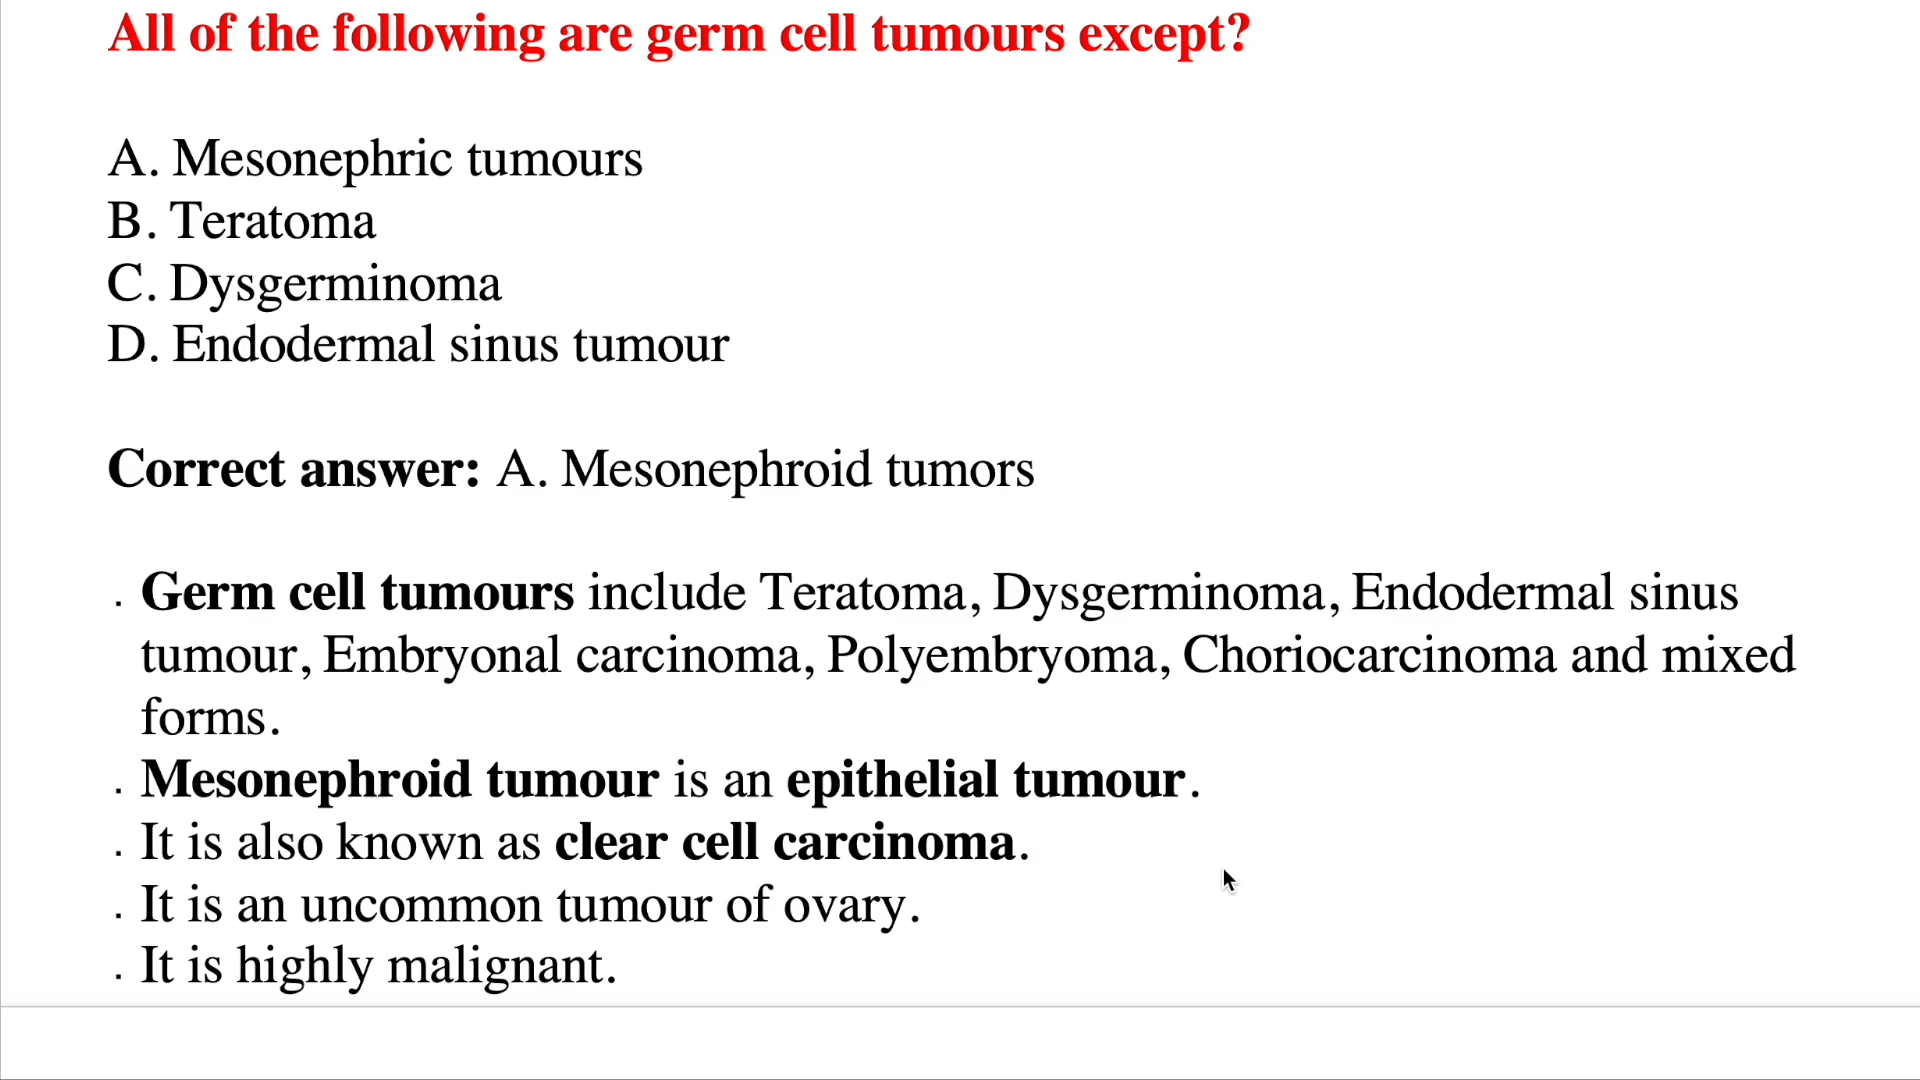 All of the following are germ cell tumours except?
A. Mesonephric tumours
B. Teratoma
C. Dysgerminoma
D. Endodermal sinus tumour
Correct answer: A. Mesonephroid tumors
. Germ cell tumours include Teratoma, Dysgerminoma, Endodermal sinus
tumour, Embryonal carcinoma, Polyembryoma, Choriocarcinoma and mixed
forms.
. Mesonephroid tumour is an epithelial tumour.
. It is also known as clear cell carcinoma.
. It is an uncommon tumour of ovary.
. It is highly malignant.